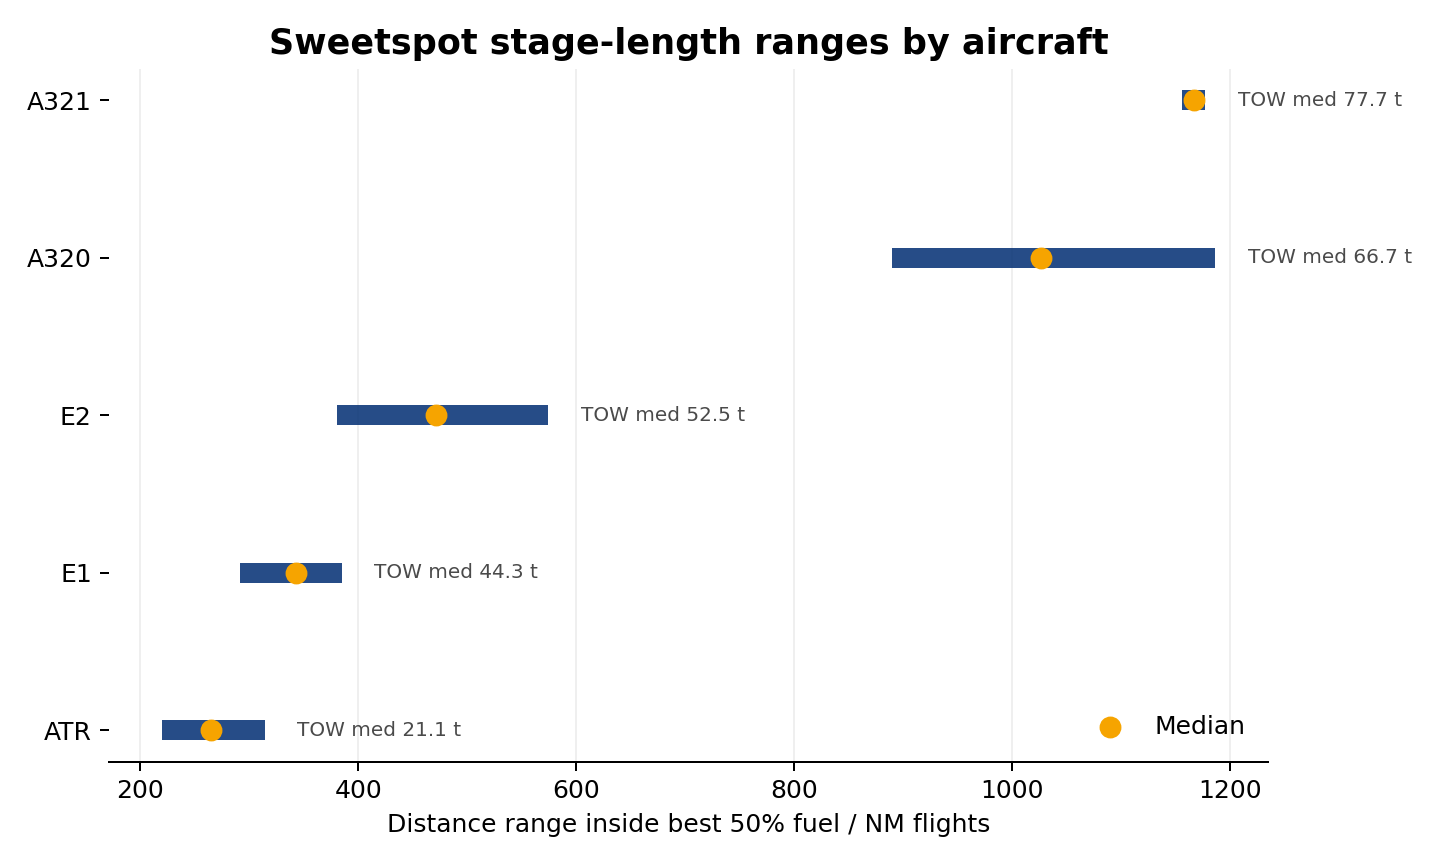 Sweetspot stage-length ranges by aircraft
A321
TOW med 77.7 t
A320
TOW med 66.7 t
E2
TOW med 52.5 t
E1
TOW med 44.3 t
ATR
TOW med 21.1 t
Median
200 400 600 800 1000 1200
Distance range inside best 50% fuel / NM flights